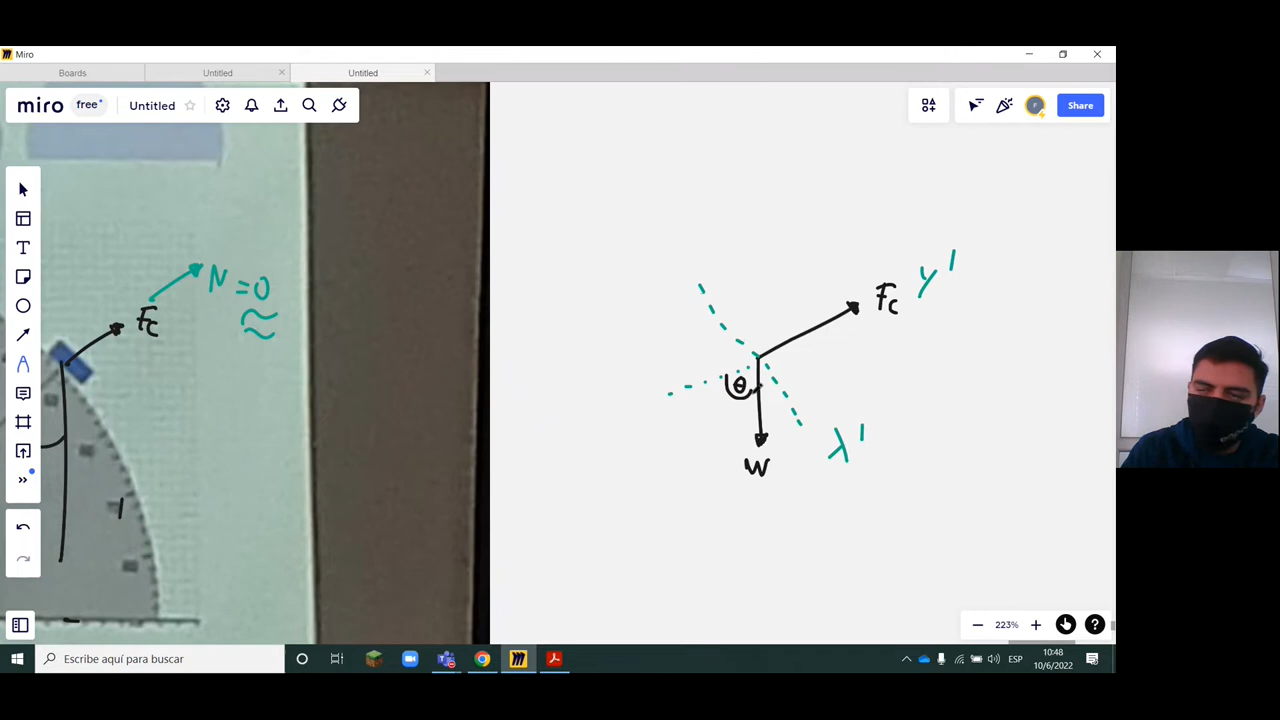 Miro
Boards
Untitled
Untitled
miro
free
Untitled
Share
N = 0
Fc
Fc
y'
θ
W
λ'
223%
Escribe aquí para buscar
ESP
10:48
10/6/2022